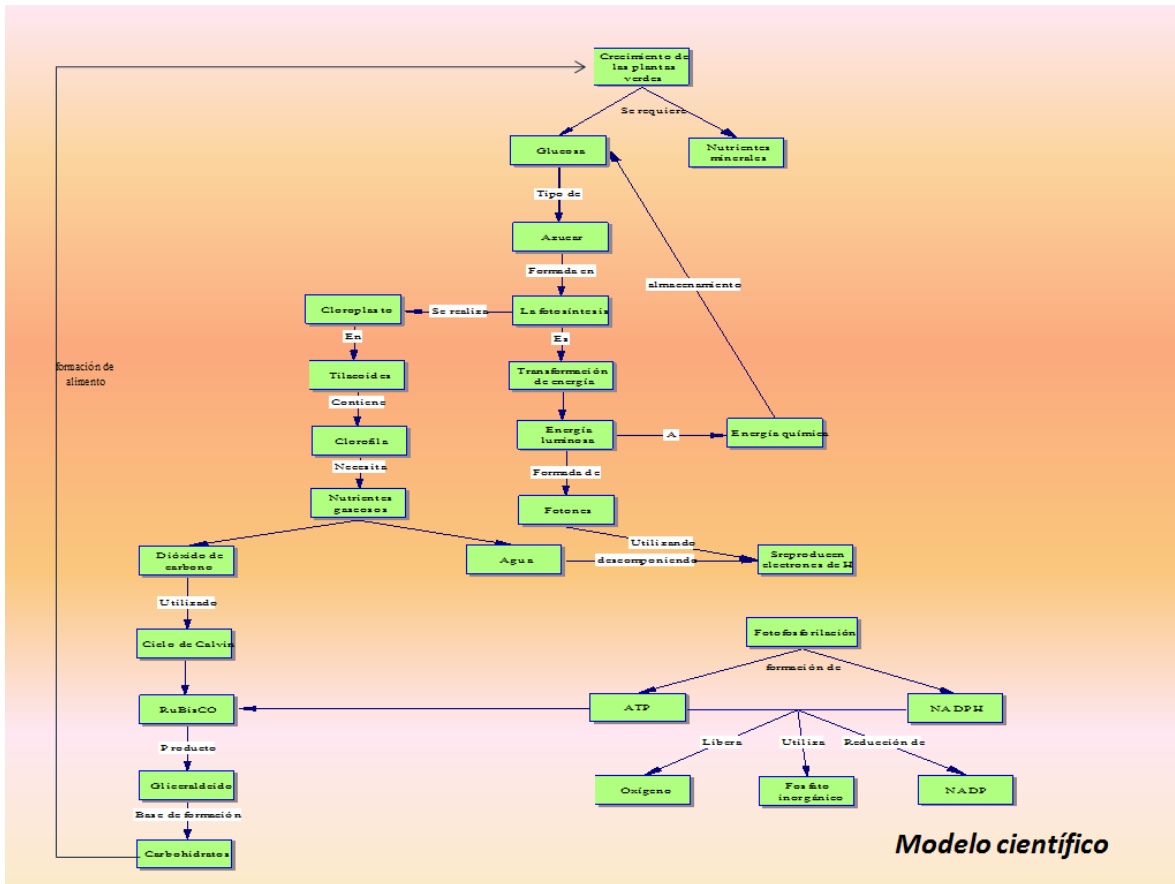 Crecimiento de
las plantas
verdes
Se requiere
Glucosa
Nutrientes
minerales
Tipo de
Azucar
Formada en
almacenamiento
Cloroplasto
Se realiza
La fotosíntesis
En
Es
formación de
alimento
Tilacoides
Transformación
de energía
Contiene
Clorofila
Energía
luminosa
A
Energía química
Necesita
Formada de
Nutrientes
gaseosos
Fotones
Utilizando
Dióxido de
carbono
Agua
descomponiendo
Sreproducen
electrones de H
Utilizado
Ciclo de Calvin
Fotofosforilación
formación de
RuBisCO
ATP
NADPH
Producto
Libera
Utiliza
Reducción de
Gliceraldeido
Oxígeno
Fosfato
inorgánico
NADP
Base de formación
Carbohidratos
Modelo científico